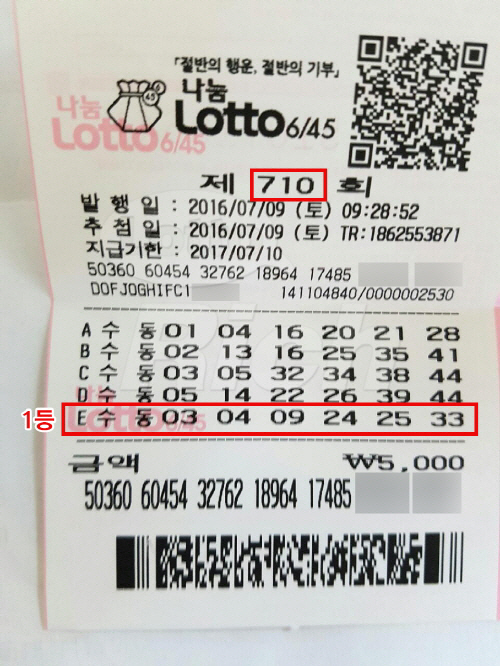 「절반의 행운, 절반의 기부」
나눔
Lotto 6/45
나눔
Lotto 6/45
제 710 회
발 행 일 : 2016/07/09 (토) 09:28:52
추 첨 일 : 2016/07/09 (토) TR:1862553871
지급기한 : 2017/07/10
50360 60454 32762 18964 17485
DOFJOGHIFC1 141104840/0000002530
A 수 동 01 04 16 20 21 28
B 수 동 02 13 16 25 35 41
C 수 동 03 05 32 34 38 44
D 수 동 05 14 22 26 39 44
1등 E 수 동 03 04 09 24 25 33
Lotto 6/45
금액 ₩5,000
50360 60454 32762 18964 17485